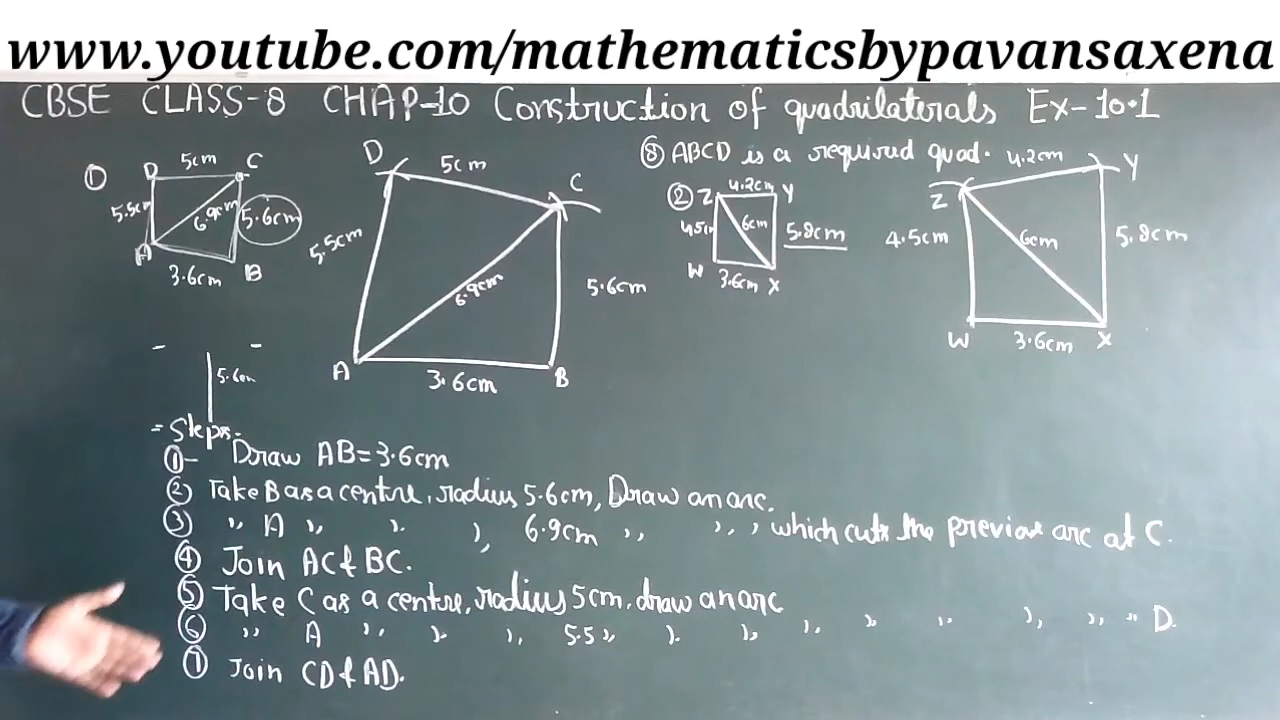 www.youtube.com/mathematicsbypavansaxena
CBSE CLASS-8 CHAP-10 Construction of quadrilaterals Ex-10.1
① D 5cm C
5.5cm 6.9cm 5.6cm
A 3.6cm B
D 5cm C
5.5cm 6.9cm 5.6cm
A 3.6cm B
⑧ ABCD is a required quad.
② Z 4.2cm Y
4.5cm 6cm 5.8cm
W 3.6cm X
4.2cm Y
Z
4.5cm 6cm 5.8cm
W 3.6cm X
5.6cm
= Steps-
①- Draw AB=3.6cm
② Take B as a centre, radius 5.6cm, Draw an arc.
③ ,, A ,, ,, ,, 6.9cm ,, ,, ,, which cuts the previous arc at C.
④ Join AC & BC.
⑤ Take C as a centre, radius 5cm, draw an arc
⑥ ,, A ,, ,, ,, 5.5 ,, ,, ,, ,, ,, ,, ,, ,, ,, D.
⑦ Join CD & AD.